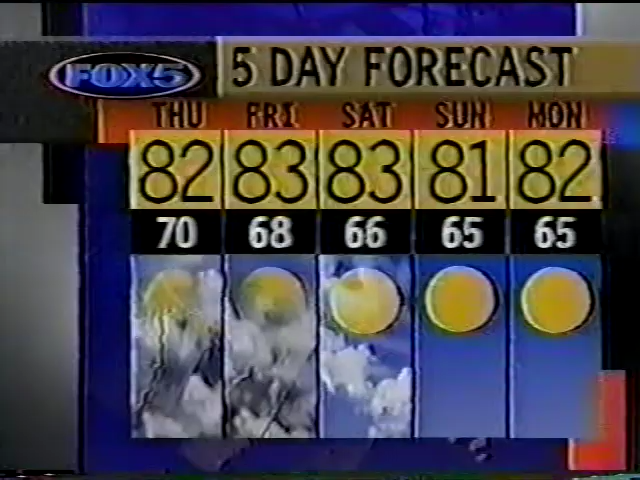 FOX5
5 DAY FORECAST
THU FRI SAT SUN MON
82 83 83 81 82
70 68 66 65 65